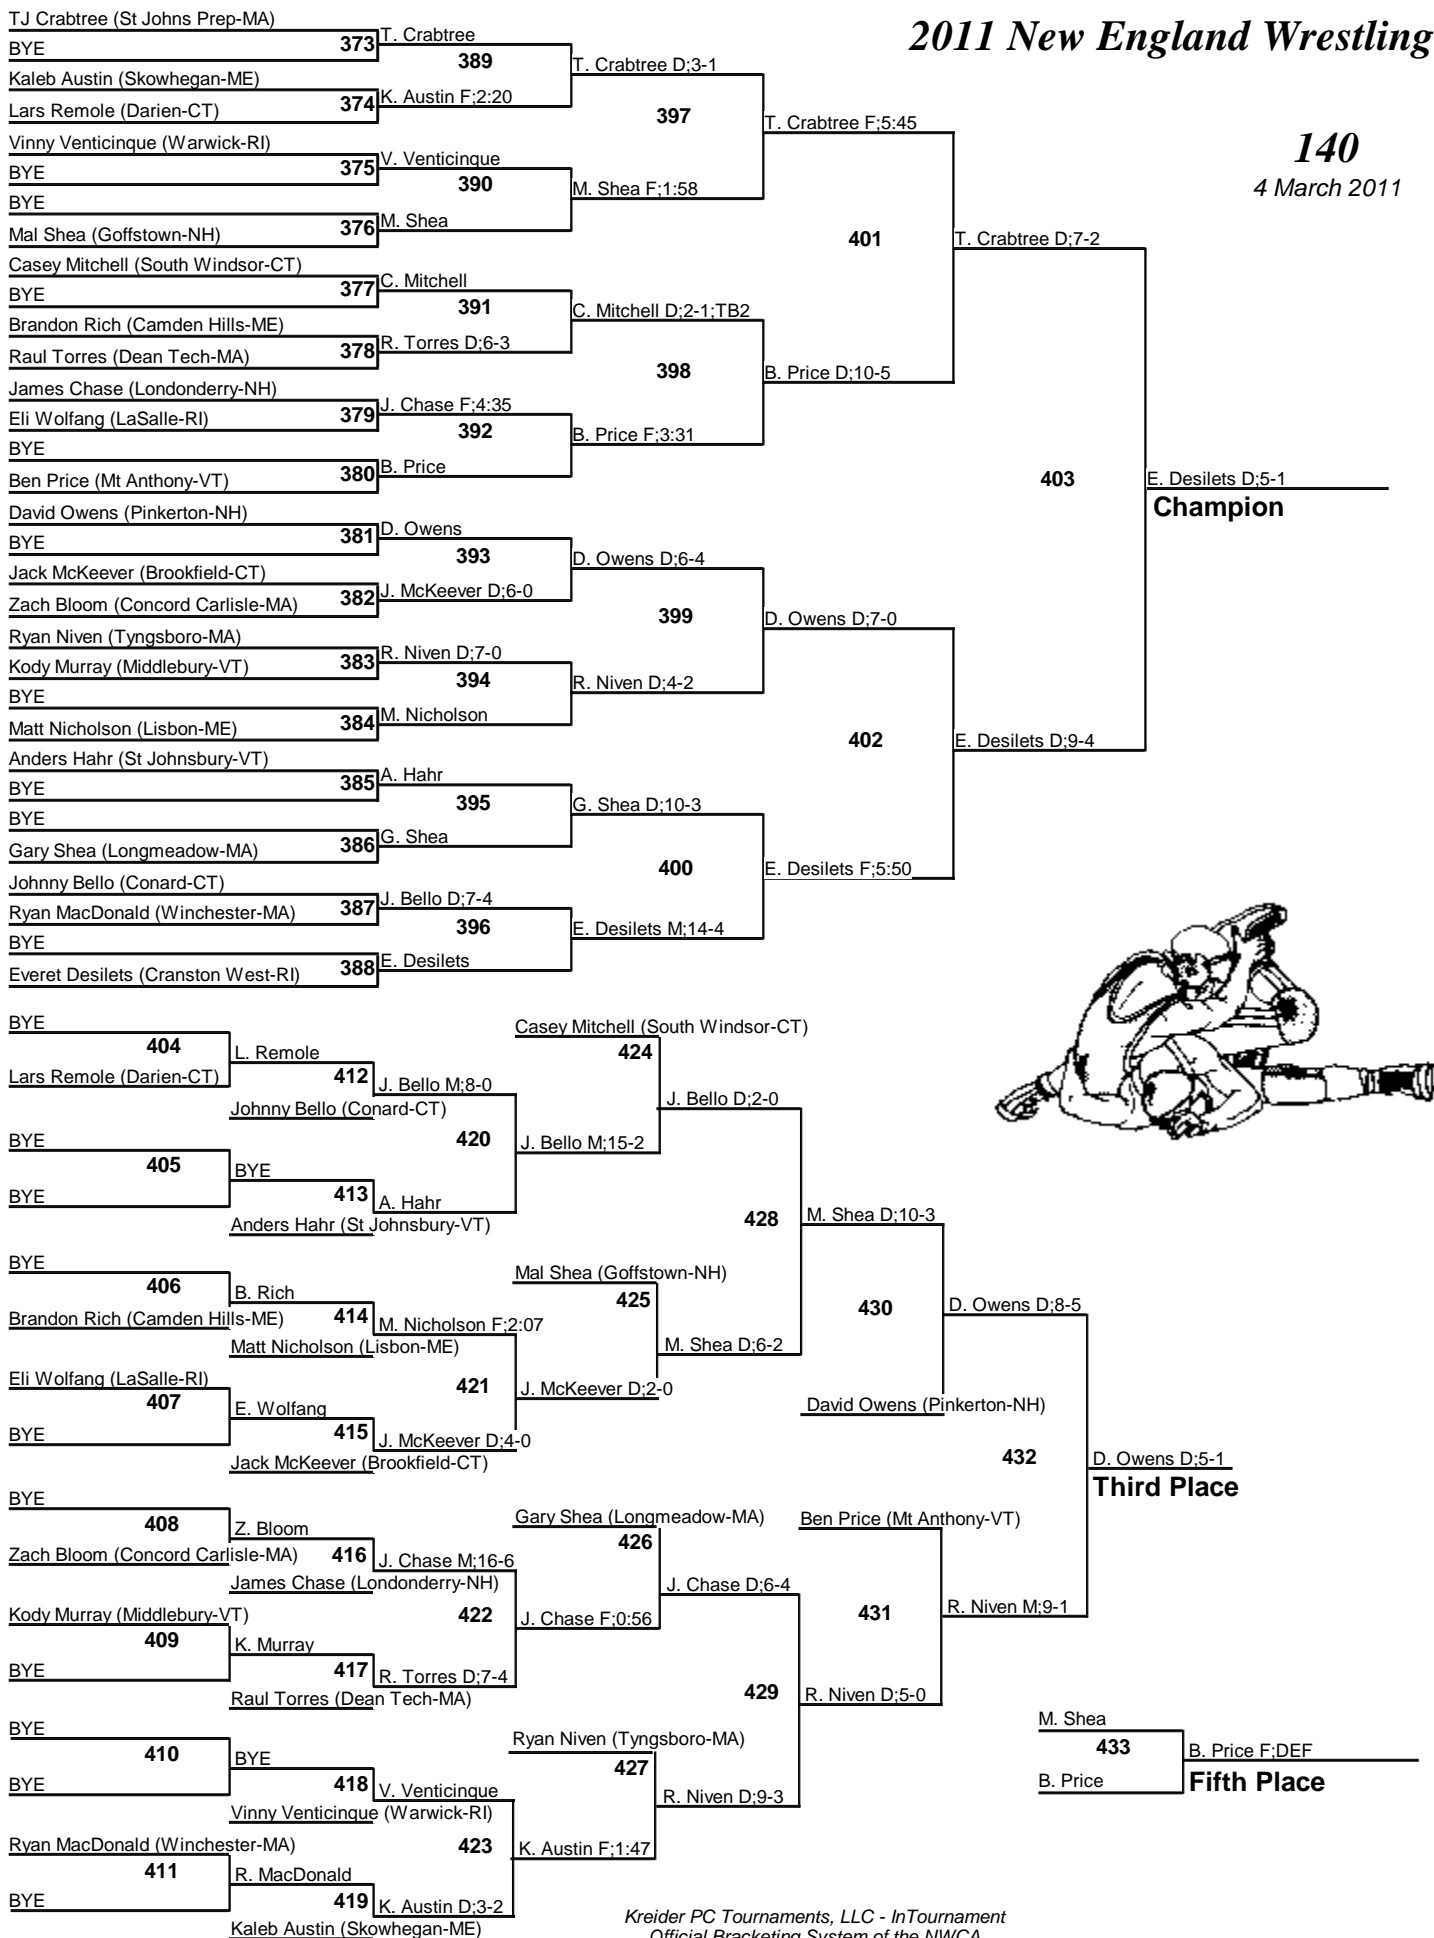 2011 New England Wrestling
140
4 March 2011
TJ Crabtree (St Johns Prep-MA)
BYE
373
T. Crabtree
389
Kaleb Austin (Skowhegan-ME)
Lars Remole (Darien-CT)
374
K. Austin F;2:20
T. Crabtree D;3-1
397
Vinny Venticinque (Warwick-RI)
BYE
375
V. Venticinque
390
BYE
Mal Shea (Goffstown-NH)
376
M. Shea
M. Shea F;1:58
T. Crabtree F;5:45
401
Casey Mitchell (South Windsor-CT)
BYE
377
C. Mitchell
391
Brandon Rich (Camden Hills-ME)
Raul Torres (Dean Tech-MA)
378
R. Torres D;6-3
C. Mitchell D;2-1;TB2
398
James Chase (Londonderry-NH)
Eli Wolfang (LaSalle-RI)
379
J. Chase F;4:35
392
BYE
Ben Price (Mt Anthony-VT)
380
B. Price
B. Price F;3:31
B. Price D;10-5
T. Crabtree D;7-2
403
E. Desilets D;5-1
Champion
David Owens (Pinkerton-NH)
BYE
381
D. Owens
393
Jack McKeever (Brookfield-CT)
Zach Bloom (Concord Carlisle-MA)
382
J. McKeever D;6-0
D. Owens D;6-4
399
Ryan Niven (Tyngsboro-MA)
Kody Murray (Middlebury-VT)
383
R. Niven D;7-0
394
BYE
Matt Nicholson (Lisbon-ME)
384
M. Nicholson
R. Niven D;4-2
D. Owens D;7-0
402
E. Desilets D;9-4
Anders Hahr (St Johnsbury-VT)
BYE
385
A. Hahr
395
BYE
Gary Shea (Longmeadow-MA)
386
G. Shea
G. Shea D;10-3
400
Johnny Bello (Conard-CT)
Ryan MacDonald (Winchester-MA)
387
J. Bello D;7-4
396
BYE
Everet Desilets (Cranston West-RI)
388
E. Desilets
E. Desilets M;14-4
E. Desilets F;5:50
BYE
404
Lars Remole (Darien-CT)
L. Remole
412
Johnny Bello (Conard-CT)
J. Bello M;8-0
420
BYE
405
BYE
BYE
413
Anders Hahr (St Johnsbury-VT)
A. Hahr
J. Bello M;15-2
Casey Mitchell (South Windsor-CT)
424
J. Bello D;2-0
428
BYE
406
Brandon Rich (Camden Hills-ME)
B. Rich
414
Matt Nicholson (Lisbon-ME)
M. Nicholson F;2:07
421
Eli Wolfang (LaSalle-RI)
407
BYE
E. Wolfang
415
Jack McKeever (Brookfield-CT)
J. McKeever D;4-0
J. McKeever D;2-0
Mal Shea (Goffstown-NH)
425
M. Shea D;6-2
M. Shea D;10-3
430
David Owens (Pinkerton-NH)
D. Owens D;8-5
432
D. Owens D;5-1
Third Place
BYE
408
Zach Bloom (Concord Carlisle-MA)
Z. Bloom
416
James Chase (Londonderry-NH)
J. Chase M;16-6
422
Kody Murray (Middlebury-VT)
409
BYE
K. Murray
417
Raul Torres (Dean Tech-MA)
R. Torres D;7-4
J. Chase F;0:56
Gary Shea (Longmeadow-MA)
426
J. Chase D;6-4
429
Ben Price (Mt Anthony-VT)
431
R. Niven M;9-1
R. Niven D;5-0
BYE
410
BYE
BYE
418
Vinny Venticinque (Warwick-RI)
V. Venticinque
423
Ryan MacDonald (Winchester-MA)
411
BYE
R. MacDonald
419
Kaleb Austin (Skowhegan-ME)
K. Austin D;3-2
K. Austin F;1:47
Ryan Niven (Tyngsboro-MA)
427
R. Niven D;9-3
M. Shea
433
B. Price
B. Price F;DEF
Fifth Place
Kreider PC Tournaments, LLC - InTournament
Official Bracketing System of the NWCA